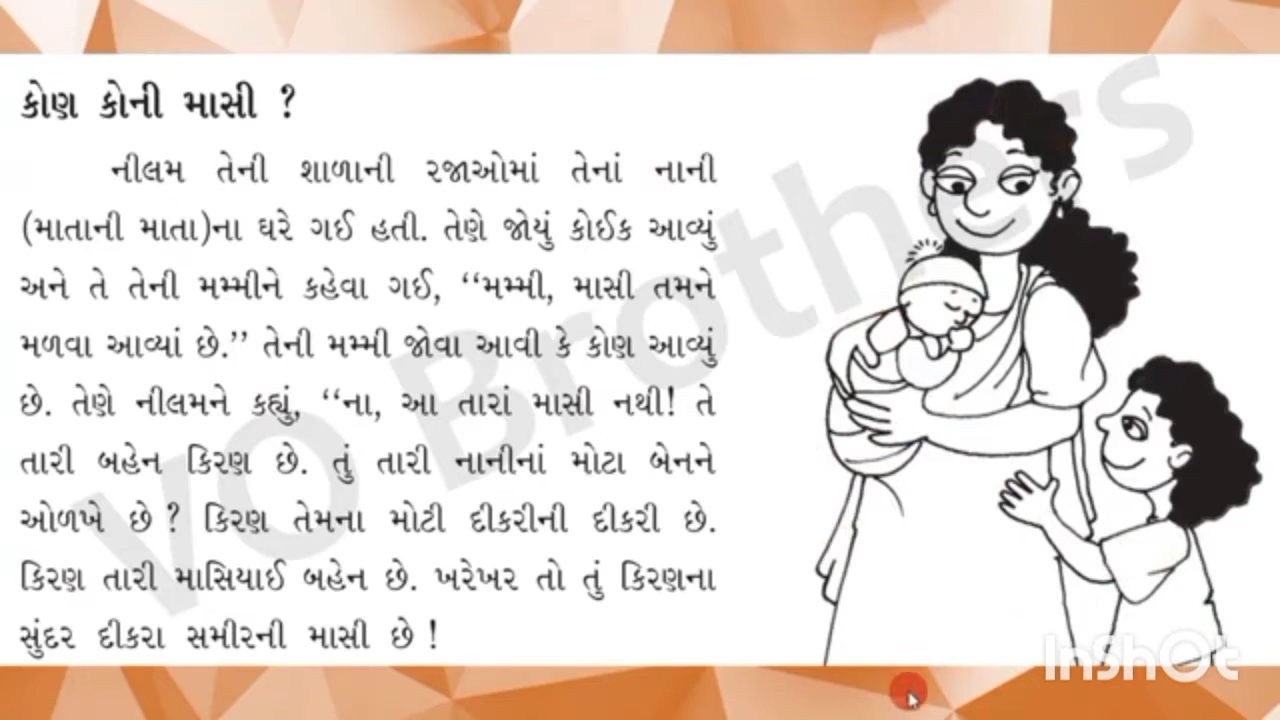 કોણ કોની માસી ?
નીલમ તેની શાળાની રજાઓમાં તેનાં નાની
(માતાની માતા)ના ઘરે ગઈ હતી. તેણે જોયું કોઈક આવ્યું
અને તે તેની મમ્મીને કહેવા ગઈ, ‘‘મમ્મી, માસી તમને
મળવા આવ્યાં છે.’’ તેની મમ્મી જોવા આવી કે કોણ આવ્યું
છે. તેણે નીલમને કહ્યું, ‘‘ના, આ તારાં માસી નથી! તે
તારી બહેન કિરણ છે. તું તારી નાનીનાં મોટા બેનને
ઓળખે છે ? કિરણ તેમના મોટી દીકરીની દીકરી છે.
કિરણ તારી માસિયાઈ બહેન છે. ખરેખર તો તું કિરણના
સુંદર દીકરા સમીરની માસી છે !
VO Brothers
InShOt